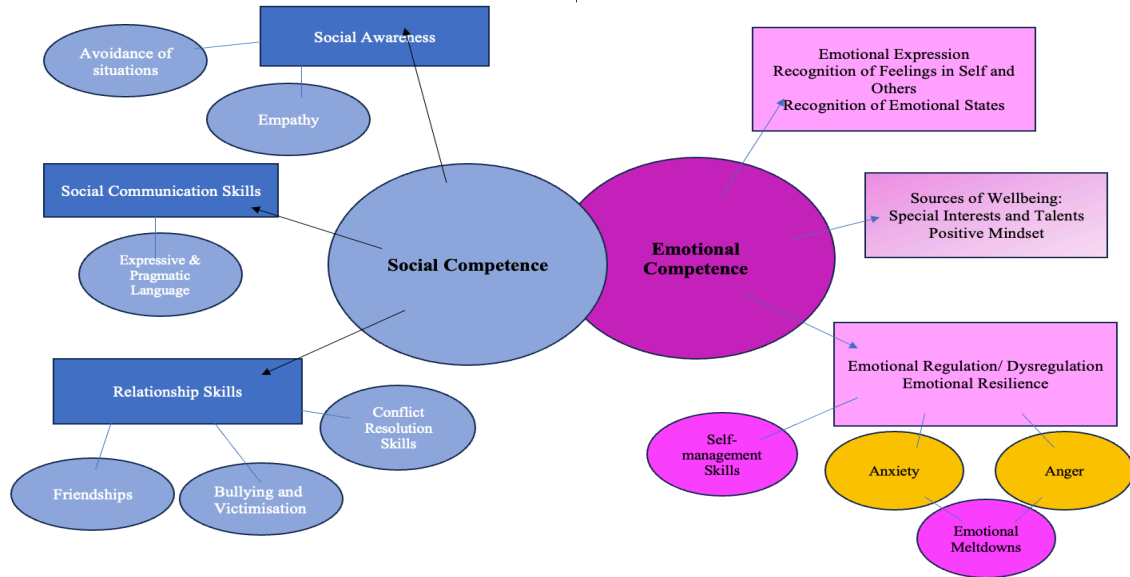 Social Awareness
Avoidance of
situations
Empathy
Social Communication Skills
Expressive &
Pragmatic
Language
Relationship Skills
Conflict
Resolution
Skills
Friendships
Bullying and
Victimisation
Social Competence
Emotional
Competence
Emotional Expression
Recognition of Feelings in Self and
Others
Recognition of Emotional States
Sources of Wellbeing:
Special Interests and Talents
Positive Mindset
Emotional Regulation/ Dysregulation
Emotional Resilience
Self-
management
Skills
Anxiety
Anger
Emotional
Meltdowns